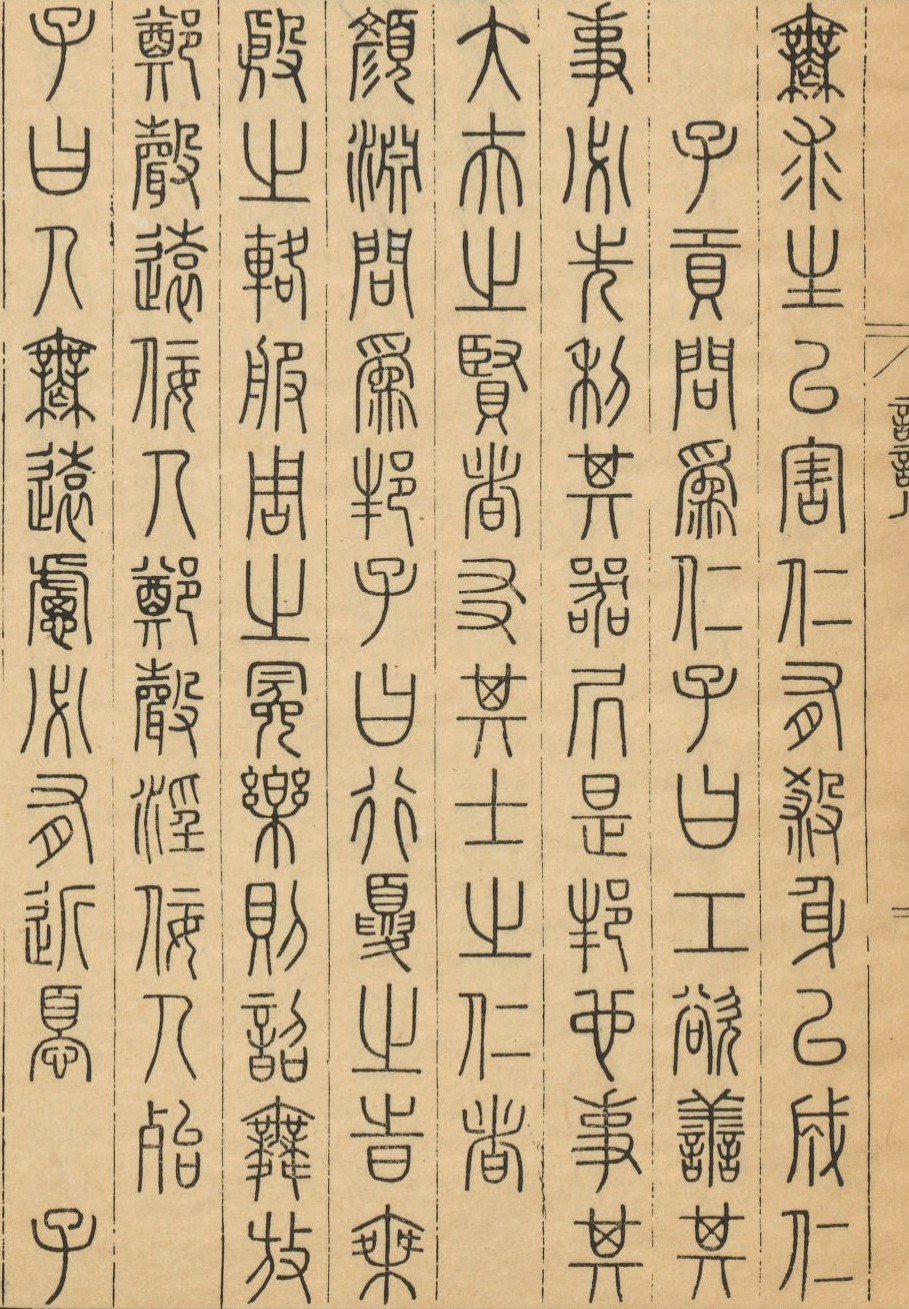 無求生以害仁有殺身以成仁
子貢問為仁子曰工欲善其
事必先利其器凥是邦也事其
大夫之賢者友其士之仁者
顏淵問為邦子曰行夏之旹乘
殷之輅服周之冕樂則韶舞放
鄭聲遠佞人鄭聲淫佞人殆
子曰人無遠慮必有近憂 子